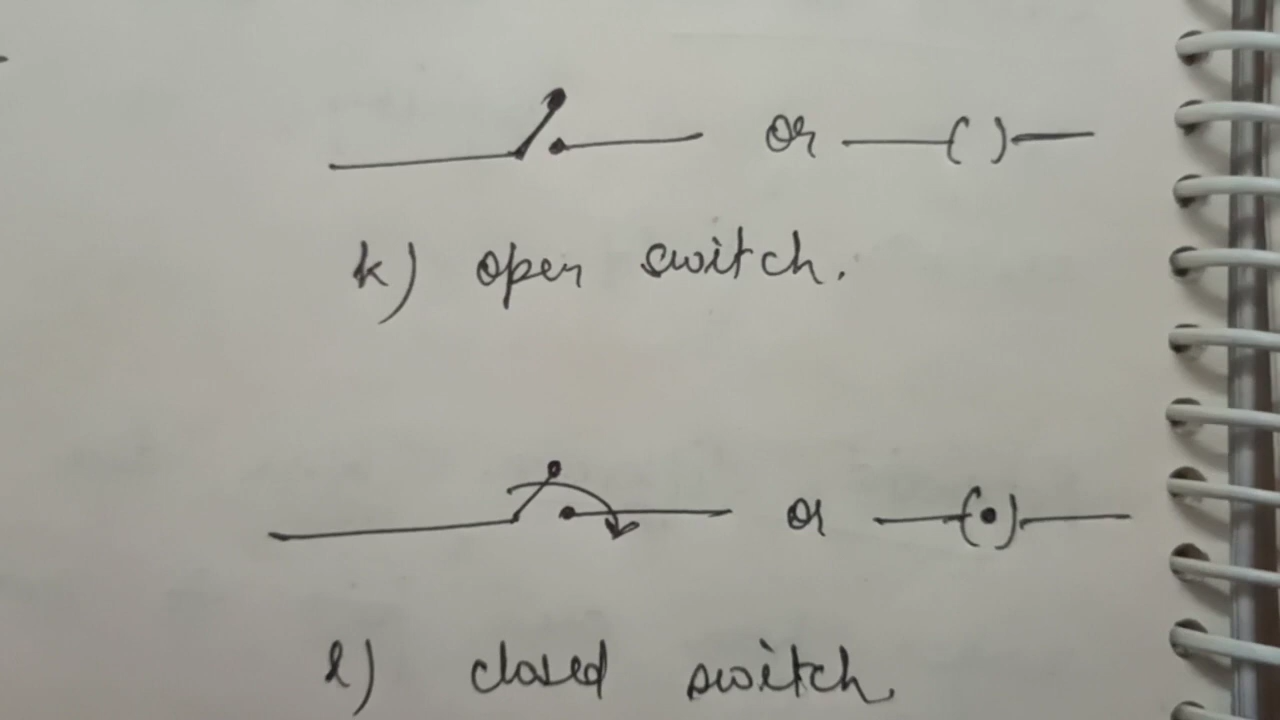 or
k) open switch.
or
l) closed switch